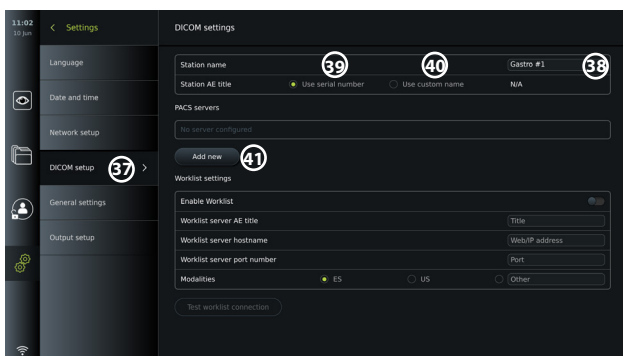 11:02
10 Jun
Settings
DICOM settings
Language
Date and time
Network setup
DICOM setup 37
General settings
Output setup
39 40 38
Station name Gastro #1
Station AE title Use serial number Use custom name N/A
PACS servers
No server configured
Add new 41
Worklist settings
Enable Worklist
Worklist server AE title Title
Worklist server hostname Web/IP address
Worklist server port number Port
Modalities ES US Other
Test worklist connection